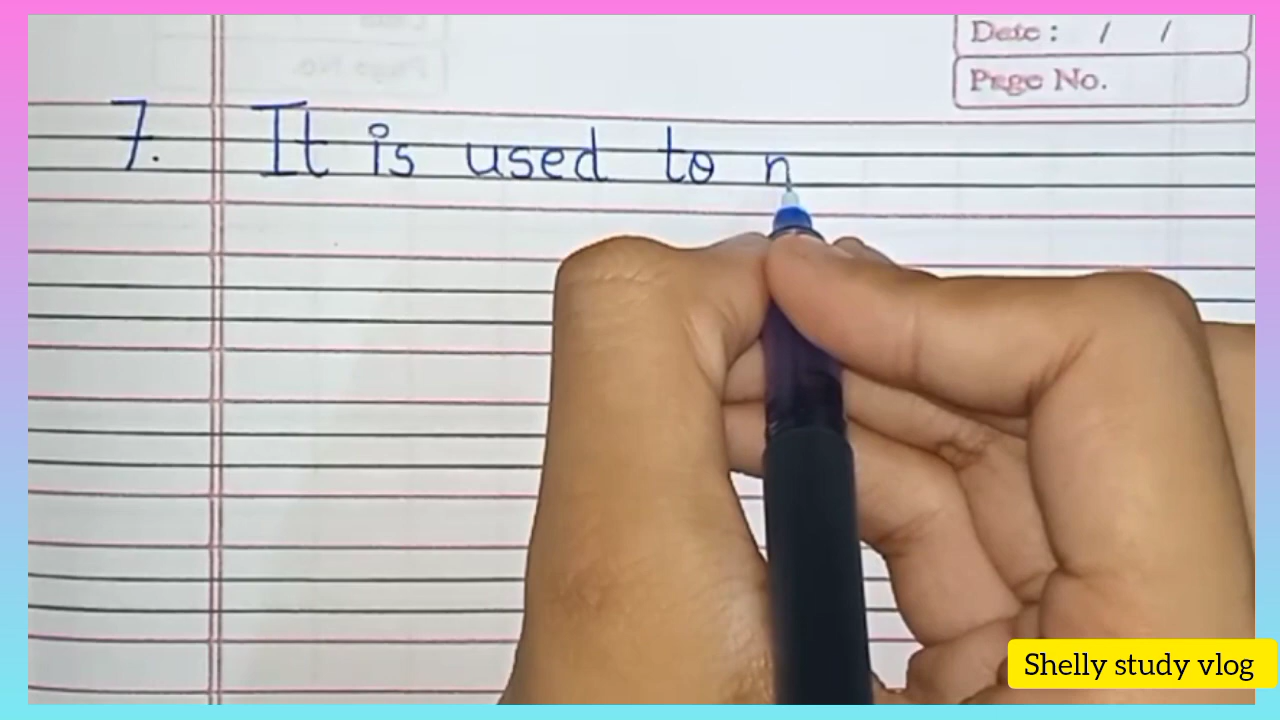 Date : / /
Page No.
7. It is used to n
Shelly study vlog